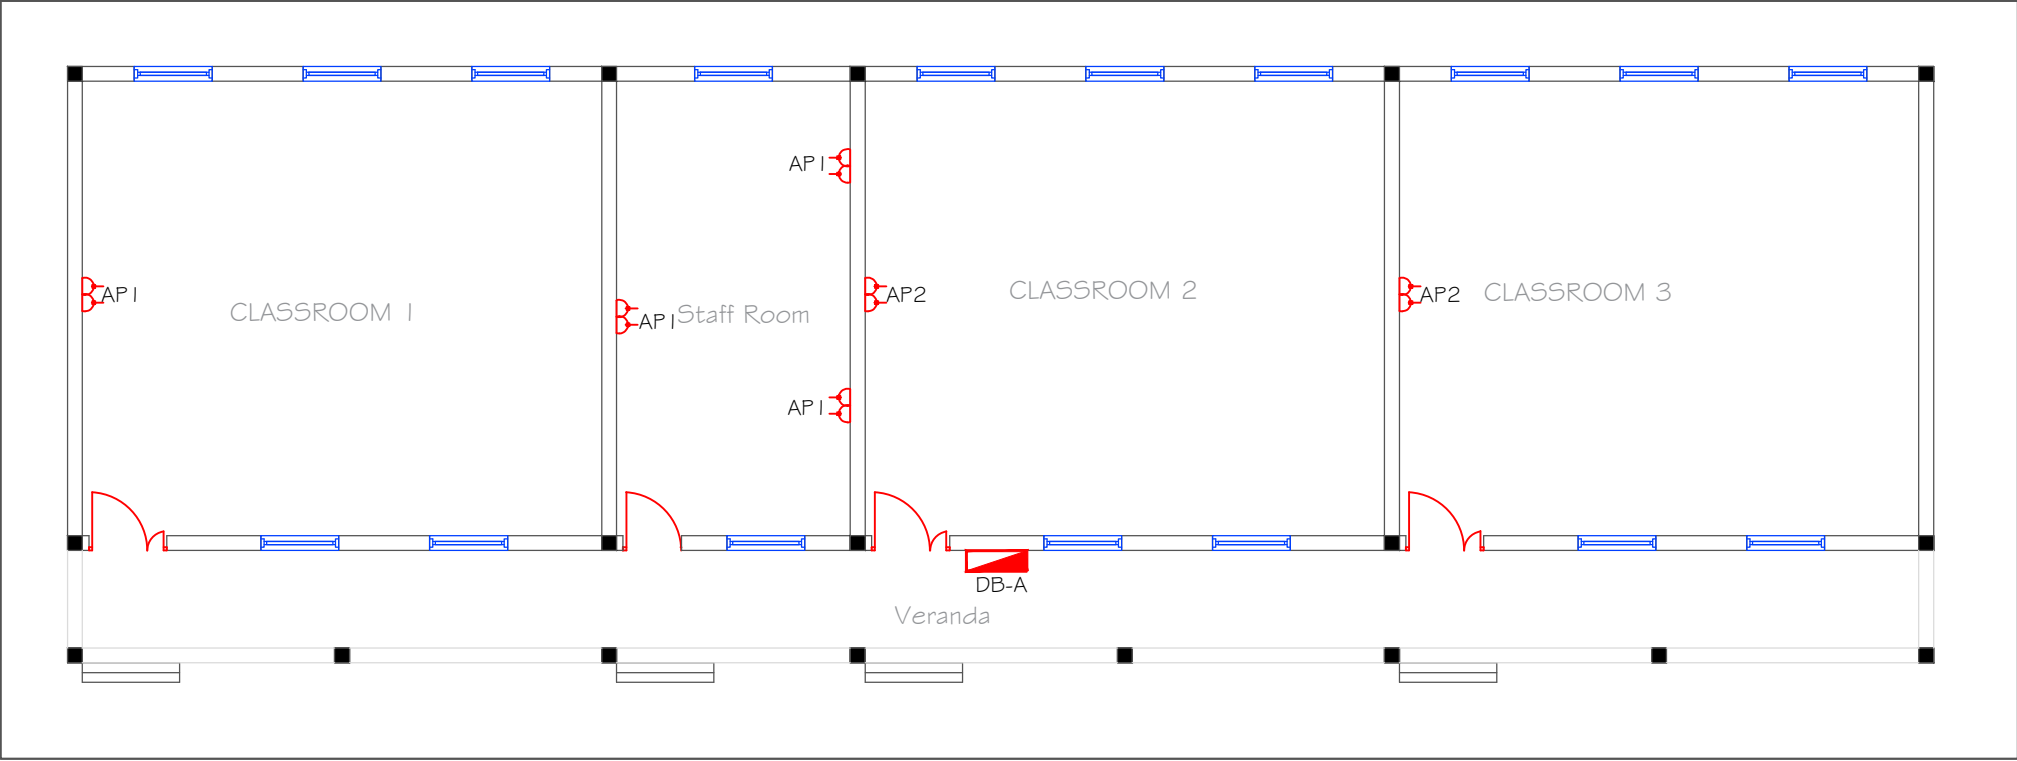 AP1
AP1
CLASSROOM 1
AP1
Staff Room
AP1
AP2
CLASSROOM 2
AP2
CLASSROOM 3
DB-A
Veranda